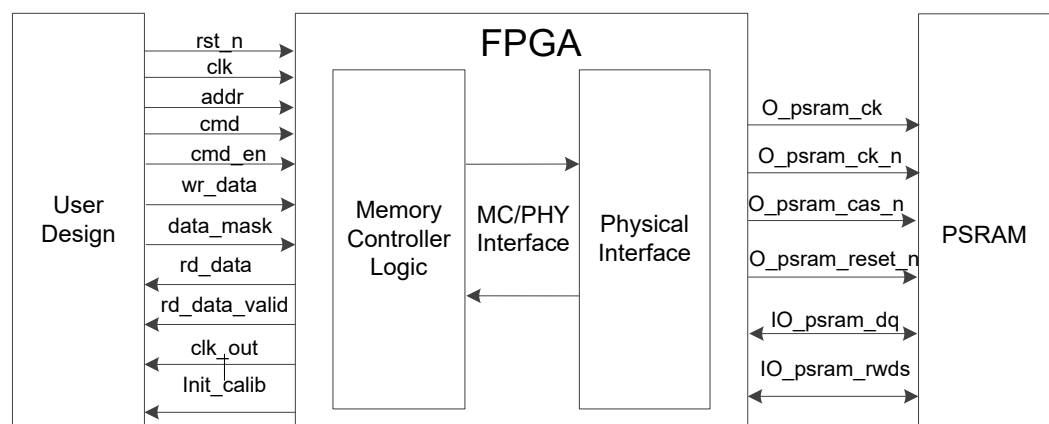 FPGA
rst_n
clk
addr
cmd
cmd_en
wr_data
data_mask
rd_data
rd_data_valid
clk_out
Init_calib
User
Design
Memory
Controller
Logic
MC/PHY
Interface
Physical
Interface
O_psram_ck
O_psram_ck_n
O_psram_cas_n
O_psram_reset_n
IO_psram_dq
IO_psram_rwds
PSRAM